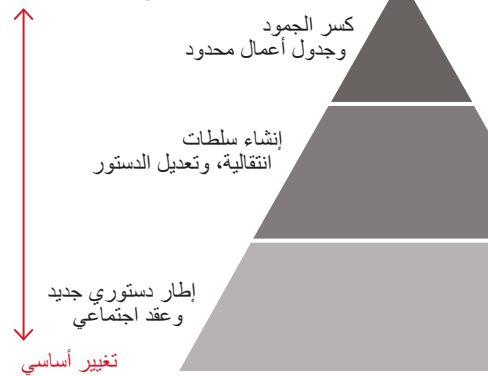 كسر الجمود
وجدول أعمال محدود
إنشاء سلطات
انتقالية، وتعديل الدستور
إطار دستوري جديد
وعقد اجتماعي
تغيير أساسي